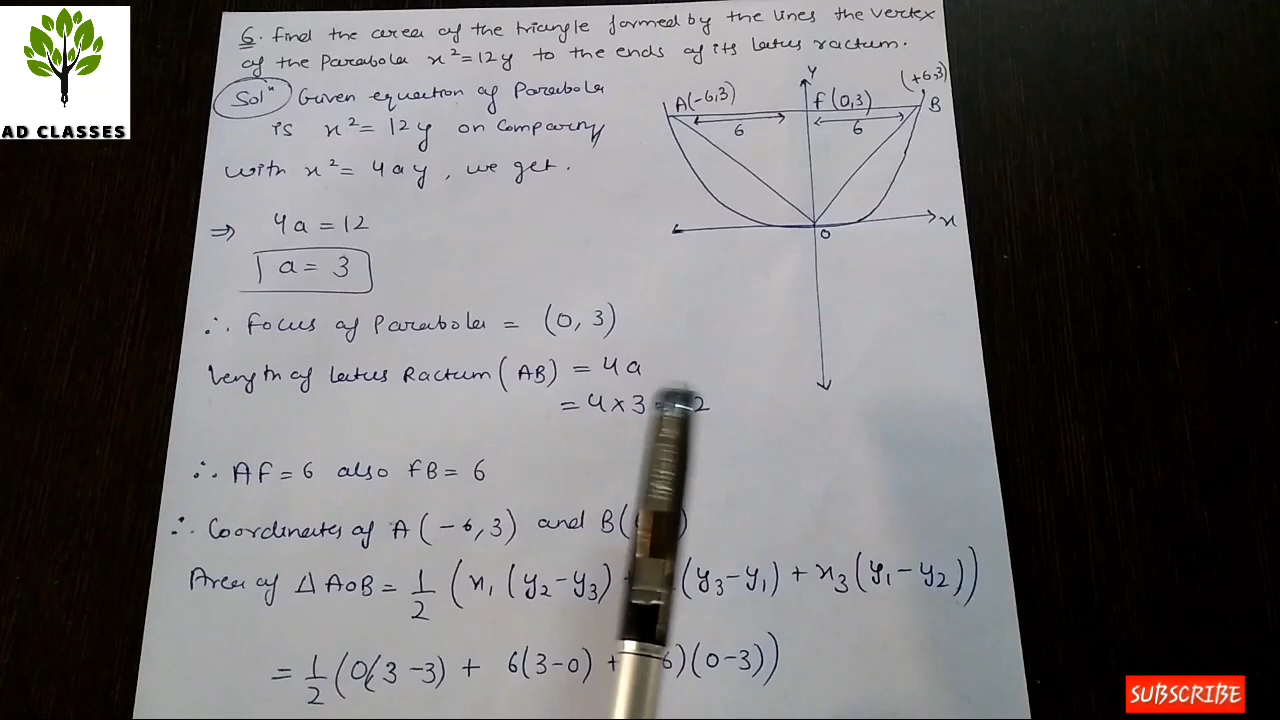 AD CLASSES
6. find the area of the triangle formed by the lines the vertex
of the Parabola x²=12y to the ends of its latus ractum.
Solⁿ Given equation of Parabola
is x² = 12y on comparing
with x² = 4ay, we get.
⇒ 4a = 12
a = 3
∴ focus of Parabola = (0, 3)
length of latus Ractum (AB) = 4a
= 4 × 3
∴ AF = 6 also FB = 6
∴ Coordinates of A(-6, 3) and B(
Area of △AOB = 1/2 (x₁ (y₂-y₃) (y₃-y₁) + x₃(y₁-y₂))
= 1/2 (0(3-3) + 6(3-0) + 6)(0-3))
A(-6,3)
Y
f(0,3)
(+6,3)
B
6
6
x
O
SUBSCRIBE